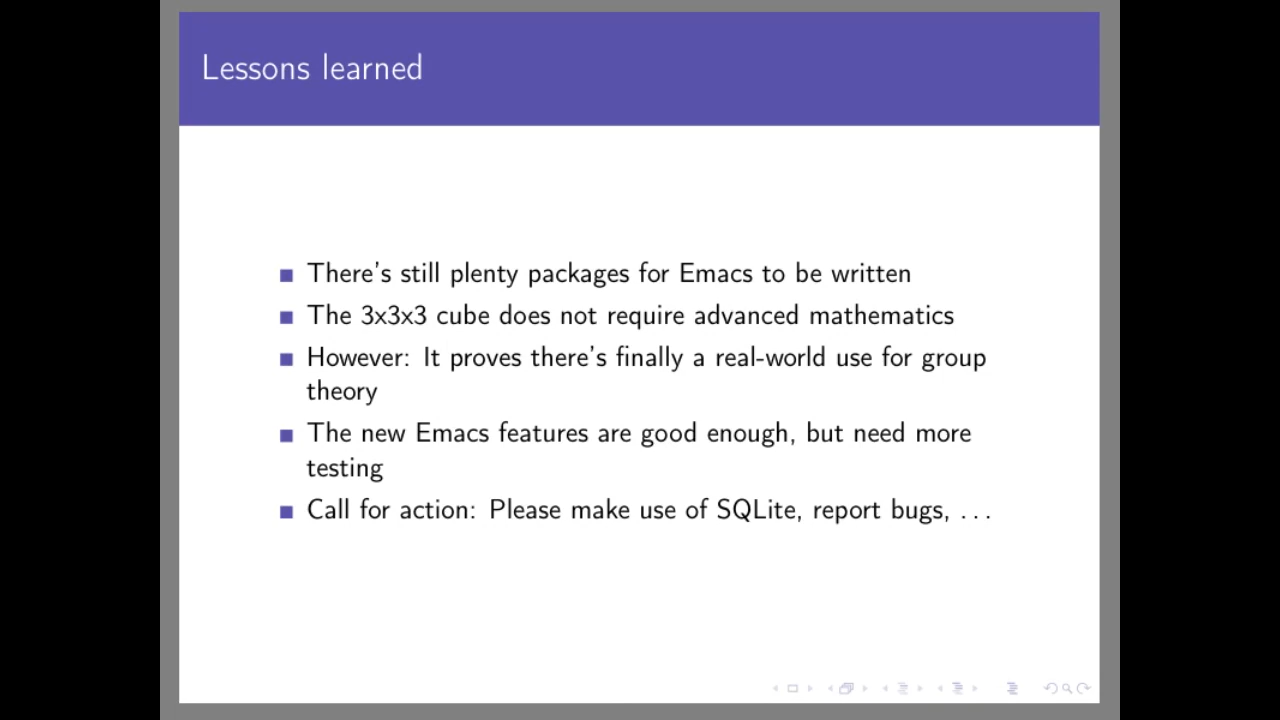 Lessons learned
There's still plenty packages for Emacs to be written
The 3x3x3 cube does not require advanced mathematics
However: It proves there's finally a real-world use for group
theory
The new Emacs features are good enough, but need more
testing
Call for action: Please make use of SQLite, report bugs, ...